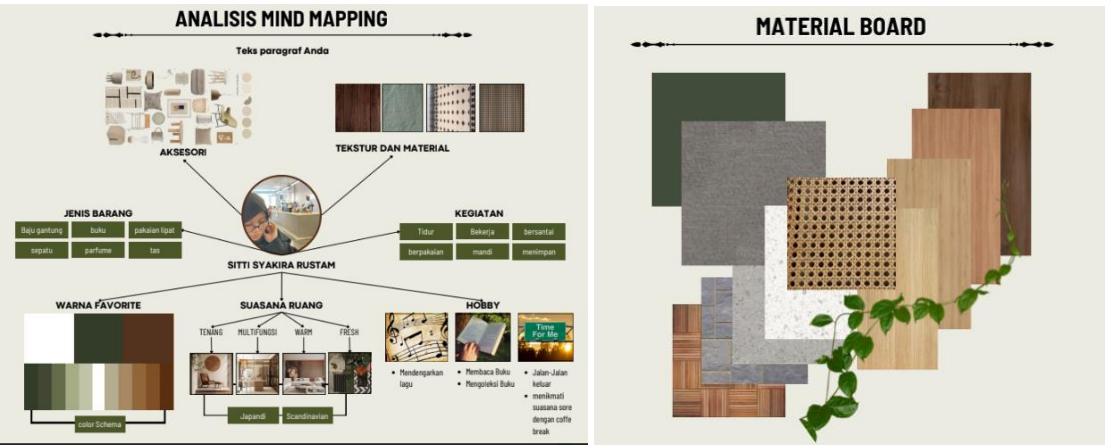 ANALISIS MIND MAPPING
Teks paragraf Anda
AKSESORI
TEKSTUR DAN MATERIAL
JENIS BARANG
Baju gantung
buku
pakaian lipat
sepatu
parfume
tas
KEGIATAN
Tidur
Bekerja
bersantai
berpakaian
mandi
menimpan
SITTI SYAKIRA RUSTAM
WARNA FAVORITE
color Schema
SUASANA RUANG
TENANG
MULTIFUNGSI
WARM
FRESH
Japandi
Scandinavian
HOBBY
Time
For Me
Mendengarkan
lagu
Membaca Buku
Mengoleksi Buku
Jalan-Jalan
keluar
menikmati
suasana sore
dengan coffe
break
MATERIAL BOARD